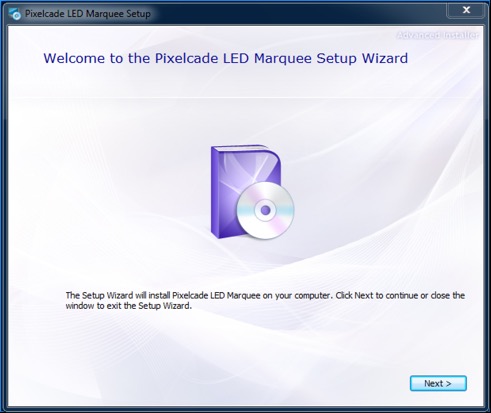 Pixelcade LED Marquee Setup
Advanced Installer
Welcome to the Pixelcade LED Marquee Setup Wizard
The Setup Wizard will install Pixelcade LED Marquee on your computer. Click Next to continue or close the
window to exit the Setup Wizard.
Next >